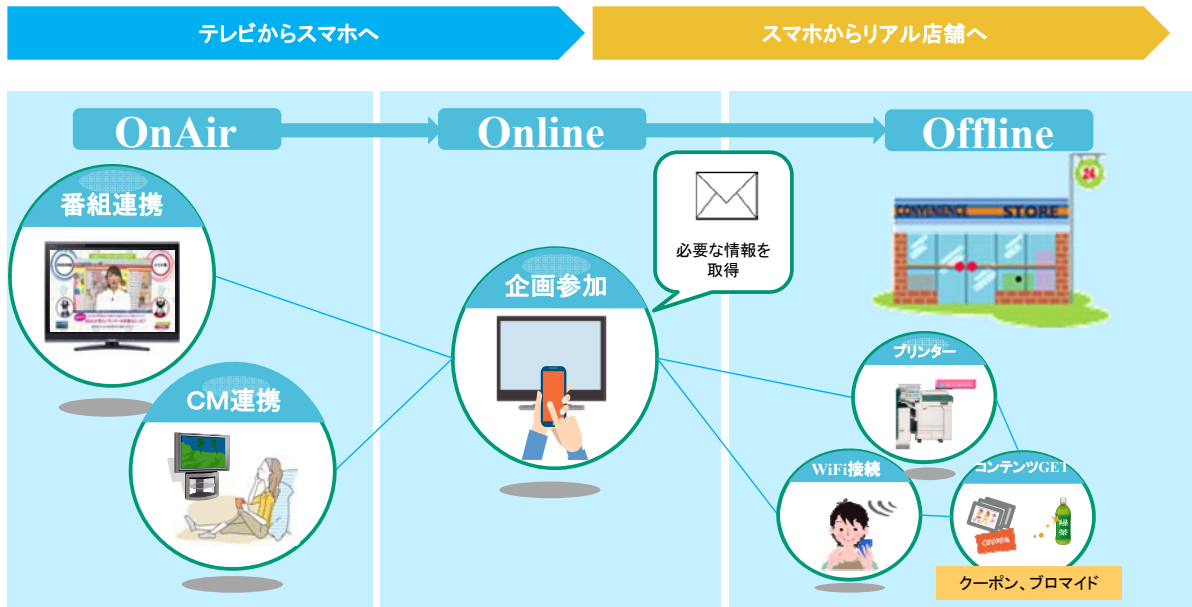 テレビからスマホへ
スマホからリアル店舗へ
OnAir
Online
Offline
番組連携
CM連携
企画参加
必要な情報を
取得
24
CONVENIENCE STORE
プリンター
WiFi接続
コンテンツGET
COUPON
緑
茶
クーポン、ブロマイド